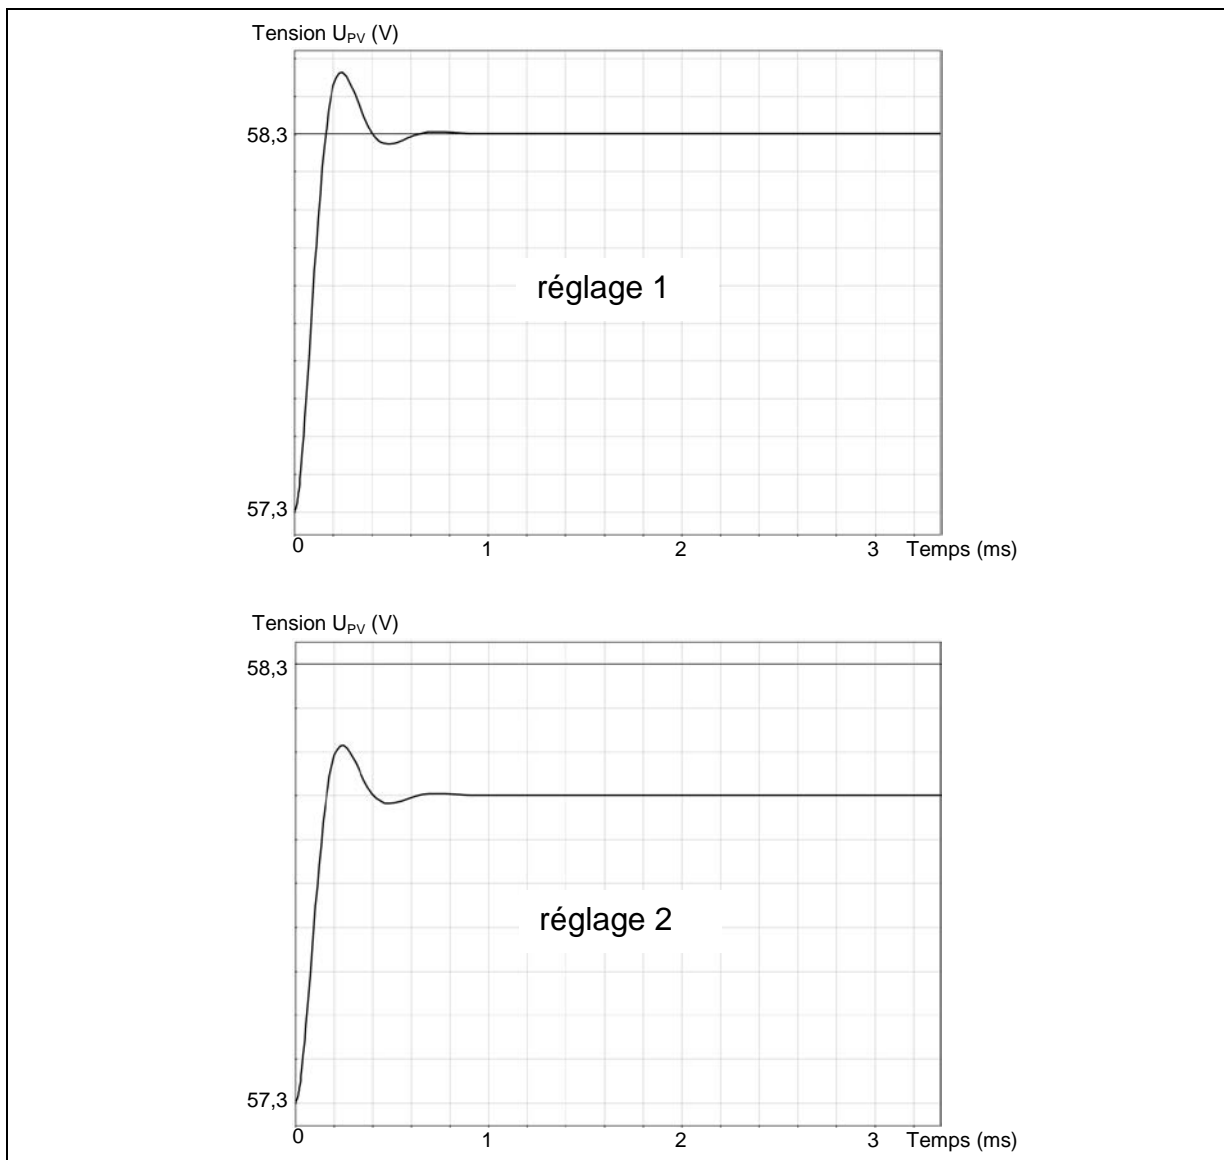 Tension U_PV (V)
58,3
réglage 1
57,3
0 1 2 3 Temps (ms)
Tension U_PV (V)
58,3
réglage 2
57,3
0 1 2 3 Temps (ms)